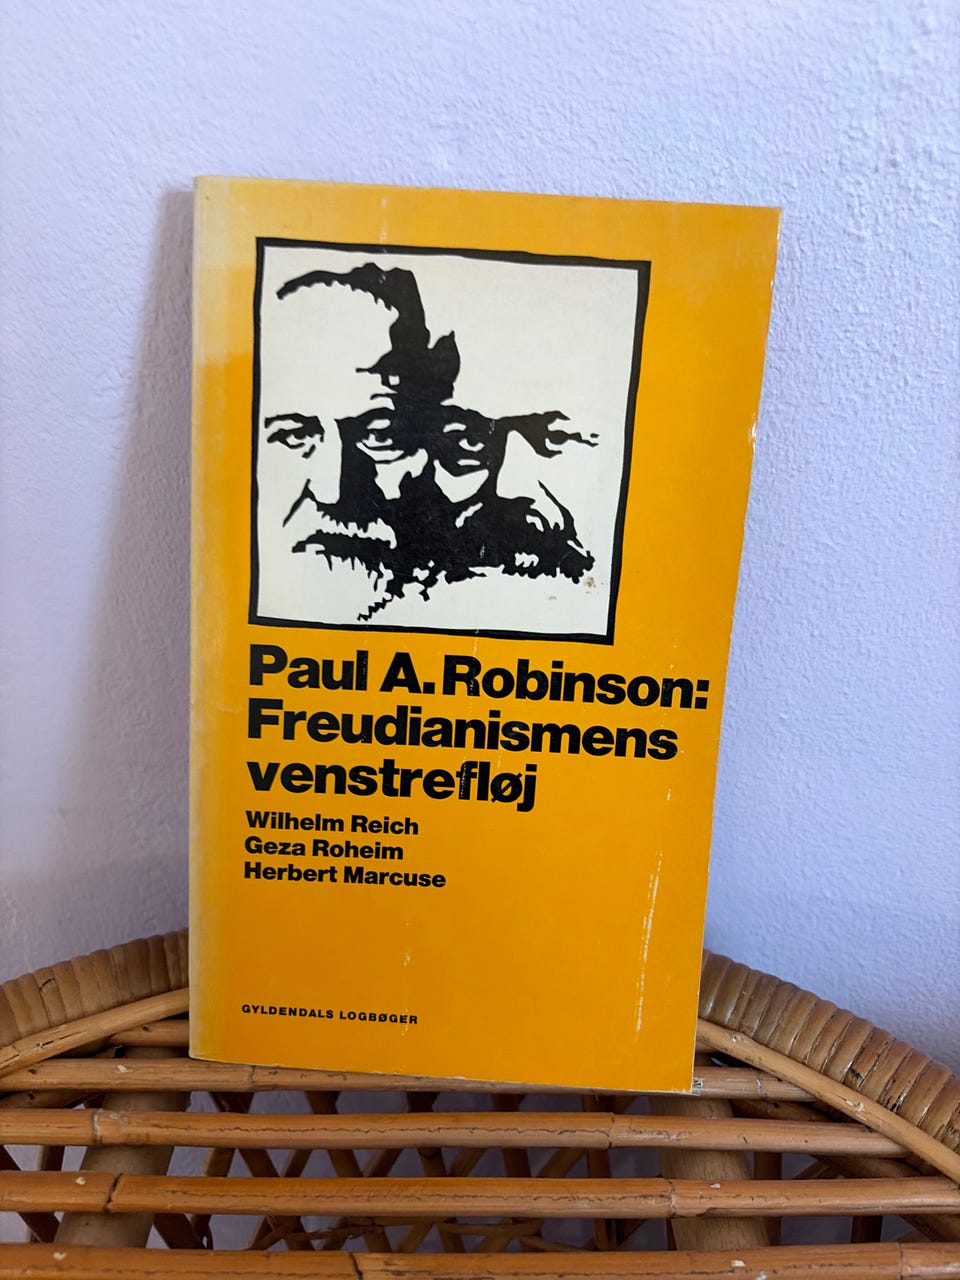 Paul A. Robinson:
Freudianismens
venstrefløj
Wilhelm Reich
Geza Roheim
Herbert Marcuse
GYLDENDALS LOGBØGER